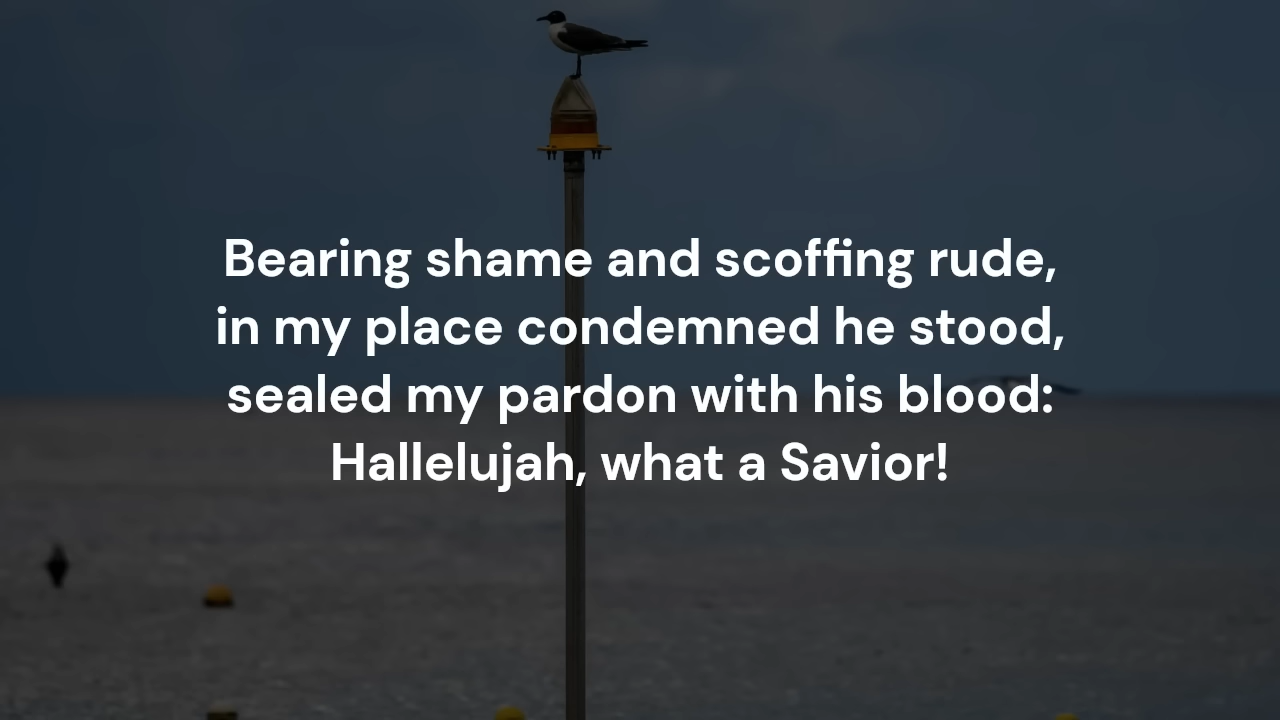 Bearing shame and scoffing rude,
in my place condemned he stood,
sealed my pardon with his blood:
Hallelujah, what a Savior!